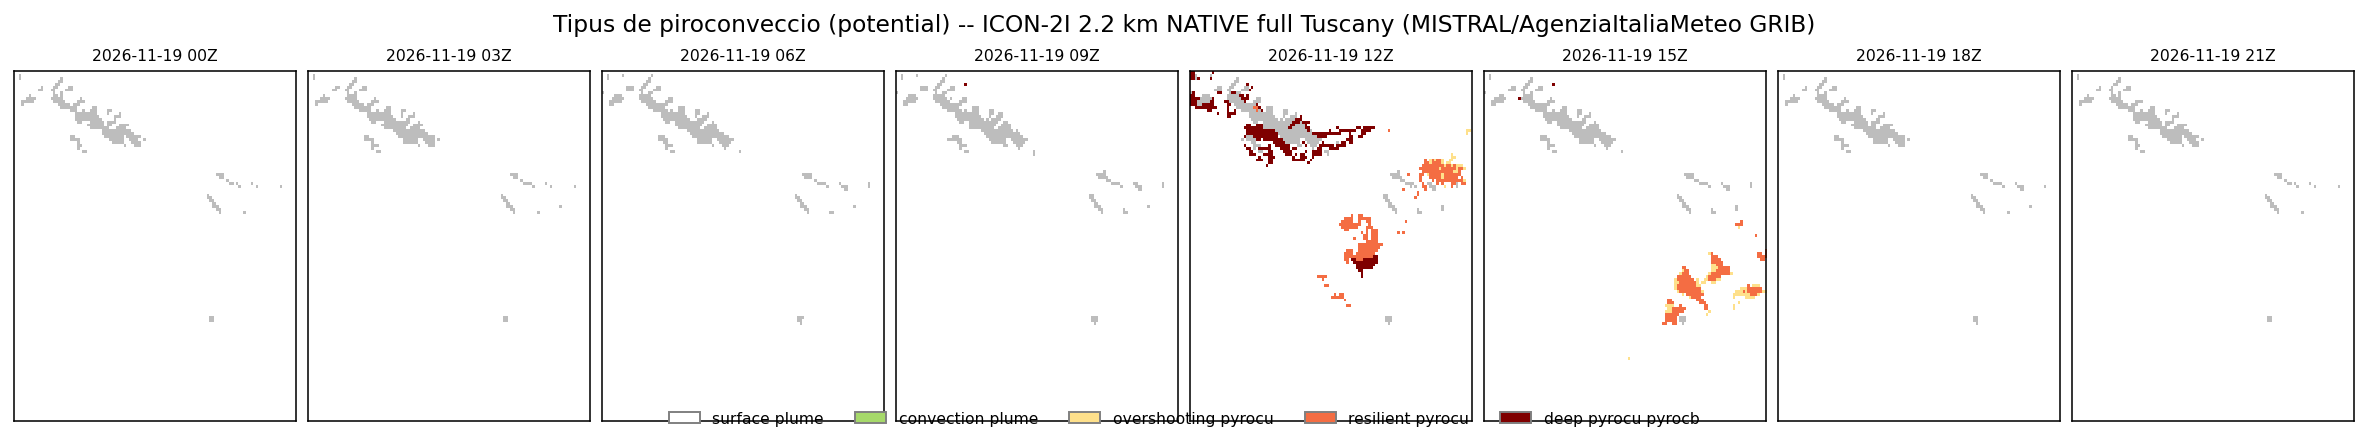 Tipus de piroconveccio (potential) -- ICON-2I 2.2 km NATIVE full Tuscany (MISTRAL/AgenziaItaliaMeteo GRIB)
2026-11-19 00Z
2026-11-19 03Z
2026-11-19 06Z
2026-11-19 09Z
2026-11-19 12Z
2026-11-19 15Z
2026-11-19 18Z
2026-11-19 21Z
surface plume
convection plume
overshooting pyrocu
resilient pyrocu
deep pyrocu pyrocb